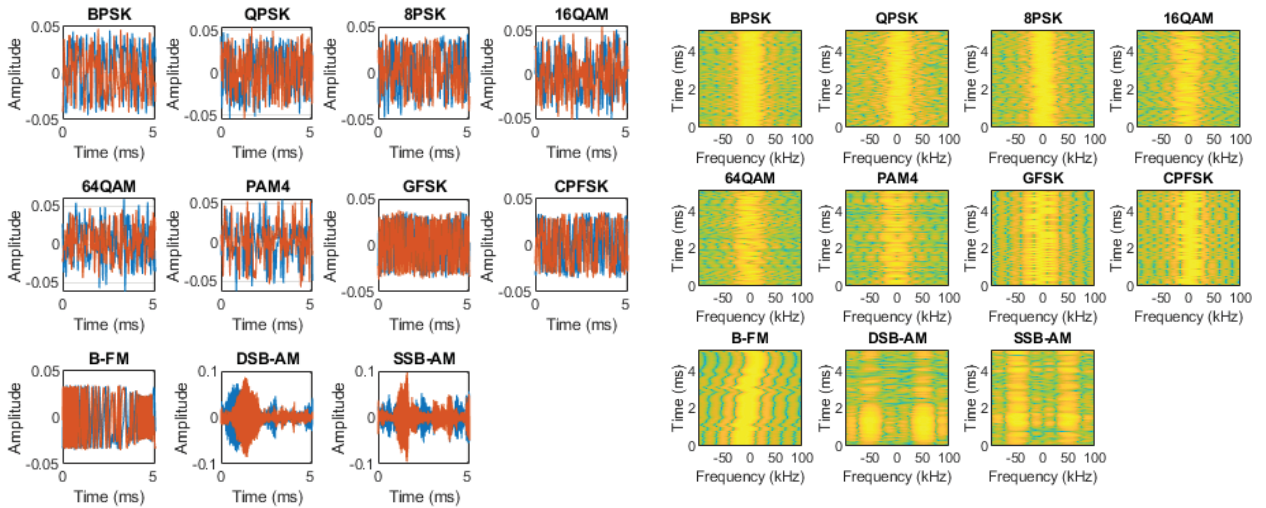 BPSK QPSK 8PSK 16QAM
0.05 0.05 0.05 0.05
Amplitude Amplitude Amplitude Amplitude
0 0 0 0
-0.05 -0.05 -0.05 -0.05
0 5 0 5 0 5 0 5
Time (ms) Time (ms) Time (ms) Time (ms)
64QAM PAM4 GFSK CPFSK
0.05 0.05 0.05 0.05
Amplitude Amplitude Amplitude Amplitude
0 0 0 0
-0.05 -0.05 -0.05 -0.05
0 5 0 5 0 5 0 5
Time (ms) Time (ms) Time (ms) Time (ms)
B-FM DSB-AM SSB-AM
0.05 0.1 0.1
Amplitude Amplitude Amplitude
0 0 0
-0.05 -0.1 -0.1
0 5 0 5 0 5
Time (ms) Time (ms) Time (ms)
BPSK QPSK 8PSK 16QAM
4 4 4 4
Time (ms) Time (ms) Time (ms) Time (ms)
2 2 2 2
0 0 0 0
-50 0 50 100 -50 0 50 100 -50 0 50 100 -50 0 50 100
Frequency (kHz) Frequency (kHz) Frequency (kHz) Frequency (kHz)
64QAM PAM4 GFSK CPFSK
4 4 4 4
Time (ms) Time (ms) Time (ms) Time (ms)
2 2 2 2
0 0 0 0
-50 0 50 100 -50 0 50 100 -50 0 50 100 -50 0 50 100
Frequency (kHz) Frequency (kHz) Frequency (kHz) Frequency (kHz)
B-FM DSB-AM SSB-AM
4 4 4
Time (ms) Time (ms) Time (ms)
2 2 2
0 0 0
-50 0 50 100 -50 0 50 100 -50 0 50 100
Frequency (kHz) Frequency (kHz) Frequency (kHz)